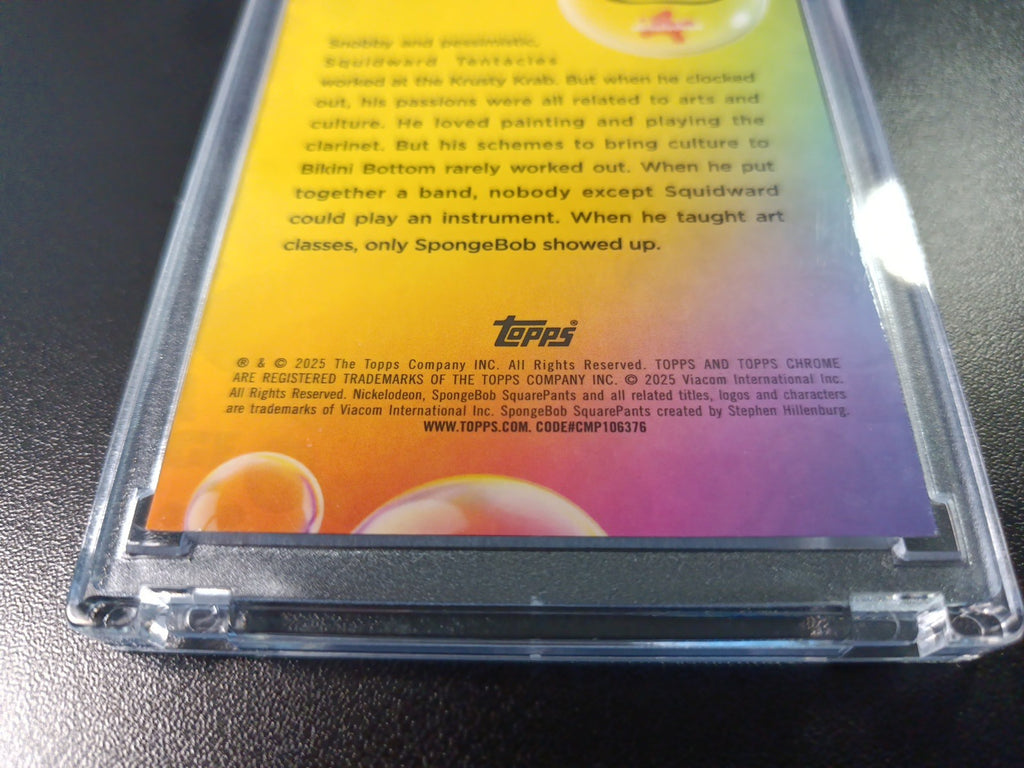 Snobby and pessimistic,
Squidward Tentacles
worked at the Krusty Krab. But when he clocked
out, his passions were all related to arts and
culture. He loved painting and playing the
clarinet. But his schemes to bring culture to
Bikini Bottom rarely worked out. When he put
together a band, nobody except Squidward
could play an instrument. When he taught art
classes, only SpongeBob showed up.
Topps®
® & © 2025 The Topps Company INC. All Rights Reserved. TOPPS AND TOPPS CHROME
ARE REGISTERED TRADEMARKS OF THE TOPPS COMPANY INC. © 2025 Viacom International Inc.
All Rights Reserved. Nickelodeon, SpongeBob SquarePants and all related titles, logos and characters
are trademarks of Viacom International Inc. SpongeBob SquarePants created by Stephen Hillenburg.
WWW.TOPPS.COM. CODE#CMP106376